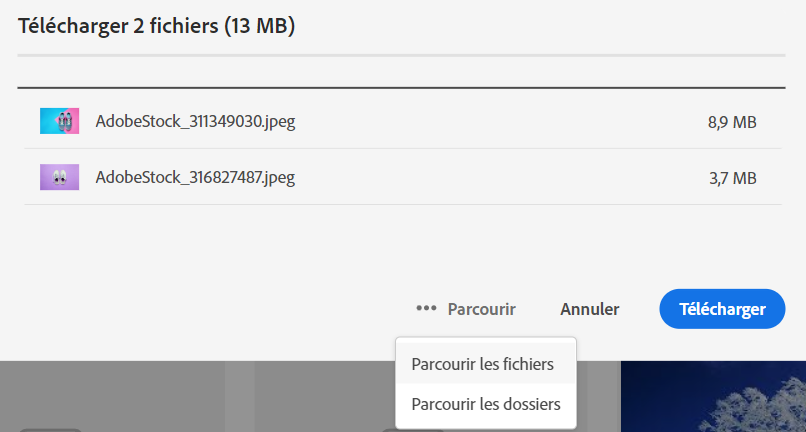 Télécharger 2 fichiers (13 MB)
AdobeStock_311349030.jpeg 8,9 MB
AdobeStock_316827487.jpeg 3,7 MB
••• Parcourir Annuler Télécharger
Parcourir les fichiers
Parcourir les dossiers